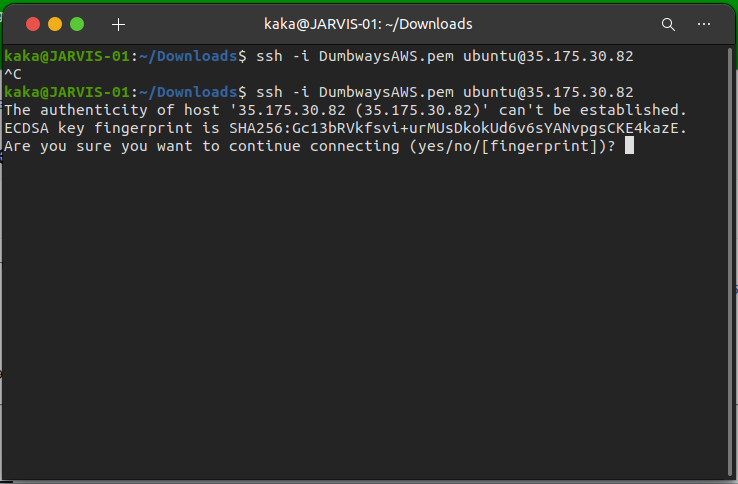 kaka@JARVIS-01: ~/Downloads
kaka@JARVIS-01:~/Downloads$ ssh -i DumbwaysAWS.pem ubuntu@35.175.30.82
^C
kaka@JARVIS-01:~/Downloads$ ssh -i DumbwaysAWS.pem ubuntu@35.175.30.82
The authenticity of host '35.175.30.82 (35.175.30.82)' can't be established.
ECDSA key fingerprint is SHA256:Gc13bRVkfsvi+urMUsDkokUd6v6sYANvpgsCKE4kazE.
Are you sure you want to continue connecting (yes/no/[fingerprint])?